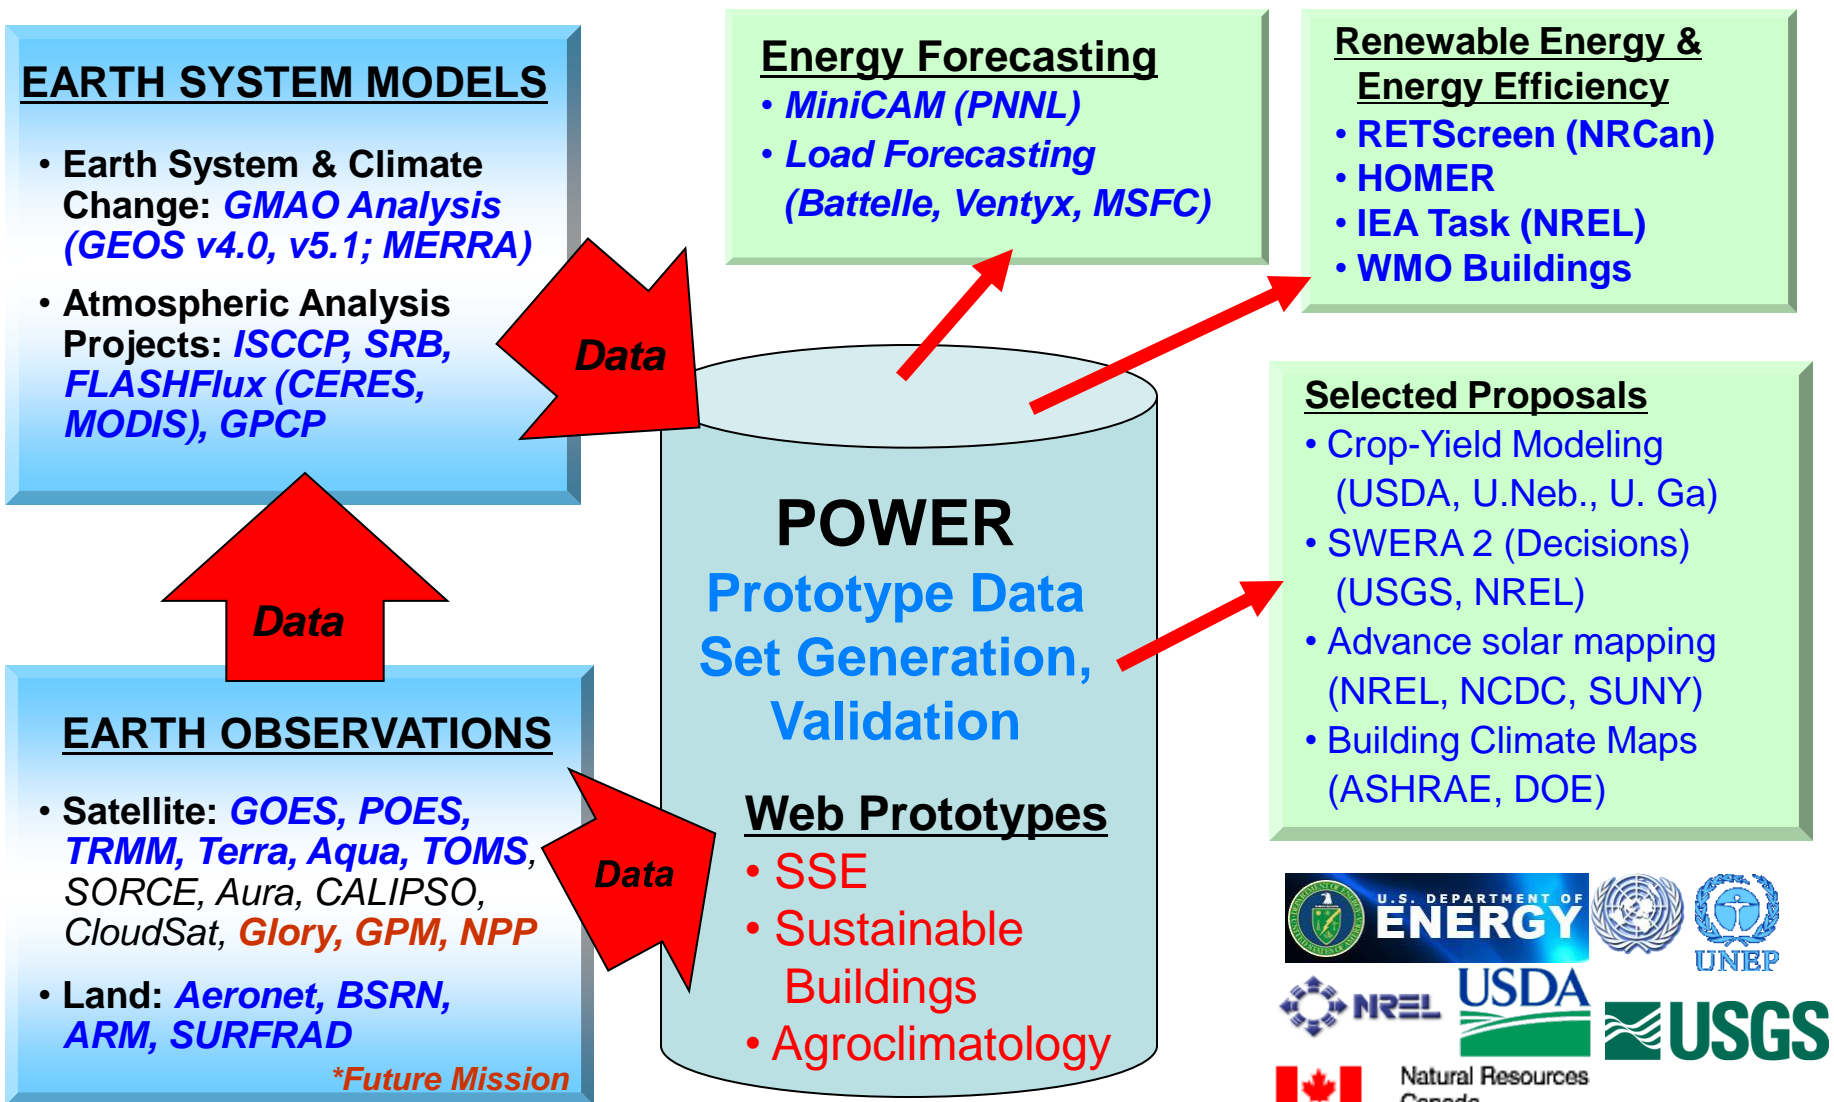 EARTH SYSTEM MODELS
• Earth System & Climate
Change: GMAO Analysis
(GEOS v4.0, v5.1; MERRA)
• Atmospheric Analysis
Projects: ISCCP, SRB,
FLASHFlux (CERES,
MODIS), GPCP
Data
Data
EARTH OBSERVATIONS
• Satellite: GOES, POES,
TRMM, Terra, Aqua, TOMS,
SORCE, Aura, CALIPSO,
CloudSat, Glory, GPM, NPP
• Land: Aeronet, BSRN,
ARM, SURFRAD
*Future Mission
Data
POWER
Prototype Data
Set Generation,
Validation
Web Prototypes
• SSE
• Sustainable
Buildings
• Agroclimatology
Energy Forecasting
• MiniCAM (PNNL)
• Load Forecasting
(Battelle, Ventyx, MSFC)
Renewable Energy &
Energy Efficiency
• RETScreen (NRCan)
• HOMER
• IEA Task (NREL)
• WMO Buildings
Selected Proposals
• Crop-Yield Modeling
(USDA, U.Neb., U. Ga)
• SWERA 2 (Decisions)
(USGS, NREL)
• Advance solar mapping
(NREL, NCDC, SUNY)
• Building Climate Maps
(ASHRAE, DOE)
U.S. DEPARTMENT OF
ENERGY
UNEP
NREL
USDA
USGS
Natural Resources
Canada